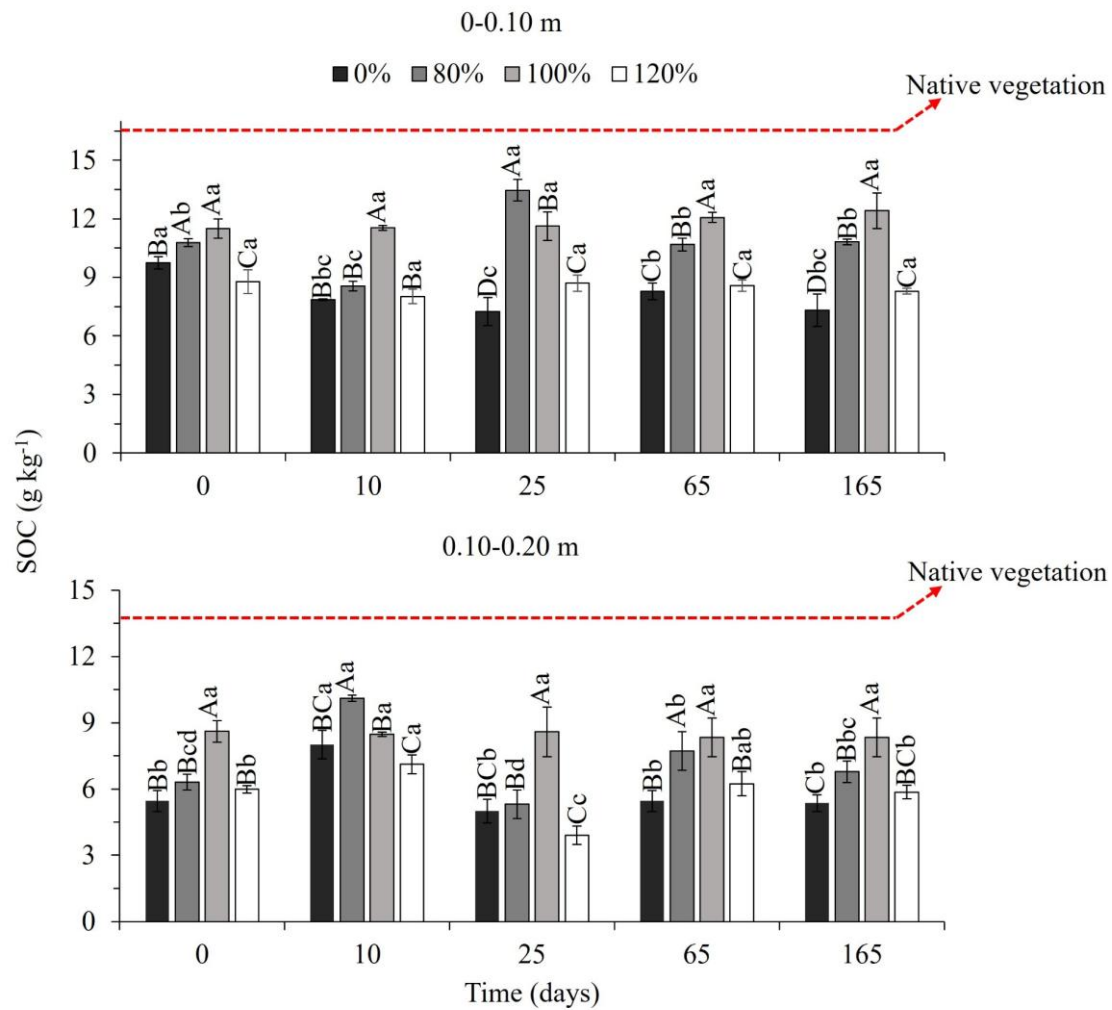 0-0.10 m
0% 80% 100% 120%
Native vegetation
15
12
9
6
3
0
Ba Ab Aa Ca
Bbc Bc Aa Ba
Dc Aa Ba Ca
Cb Bb Aa Ca
Dbc Bb Aa Ca
0 10 25 65 165
SOC (g kg⁻¹)
0.10-0.20 m
Native vegetation
15
12
9
6
3
0
Bb Bcd Aa Bb
BCa Aa Ba Ca
BCb Bd Aa Cc
Bb Ab Aa Bab
Cb Bbc Aa BCb
0 10 25 65 165
Time (days)